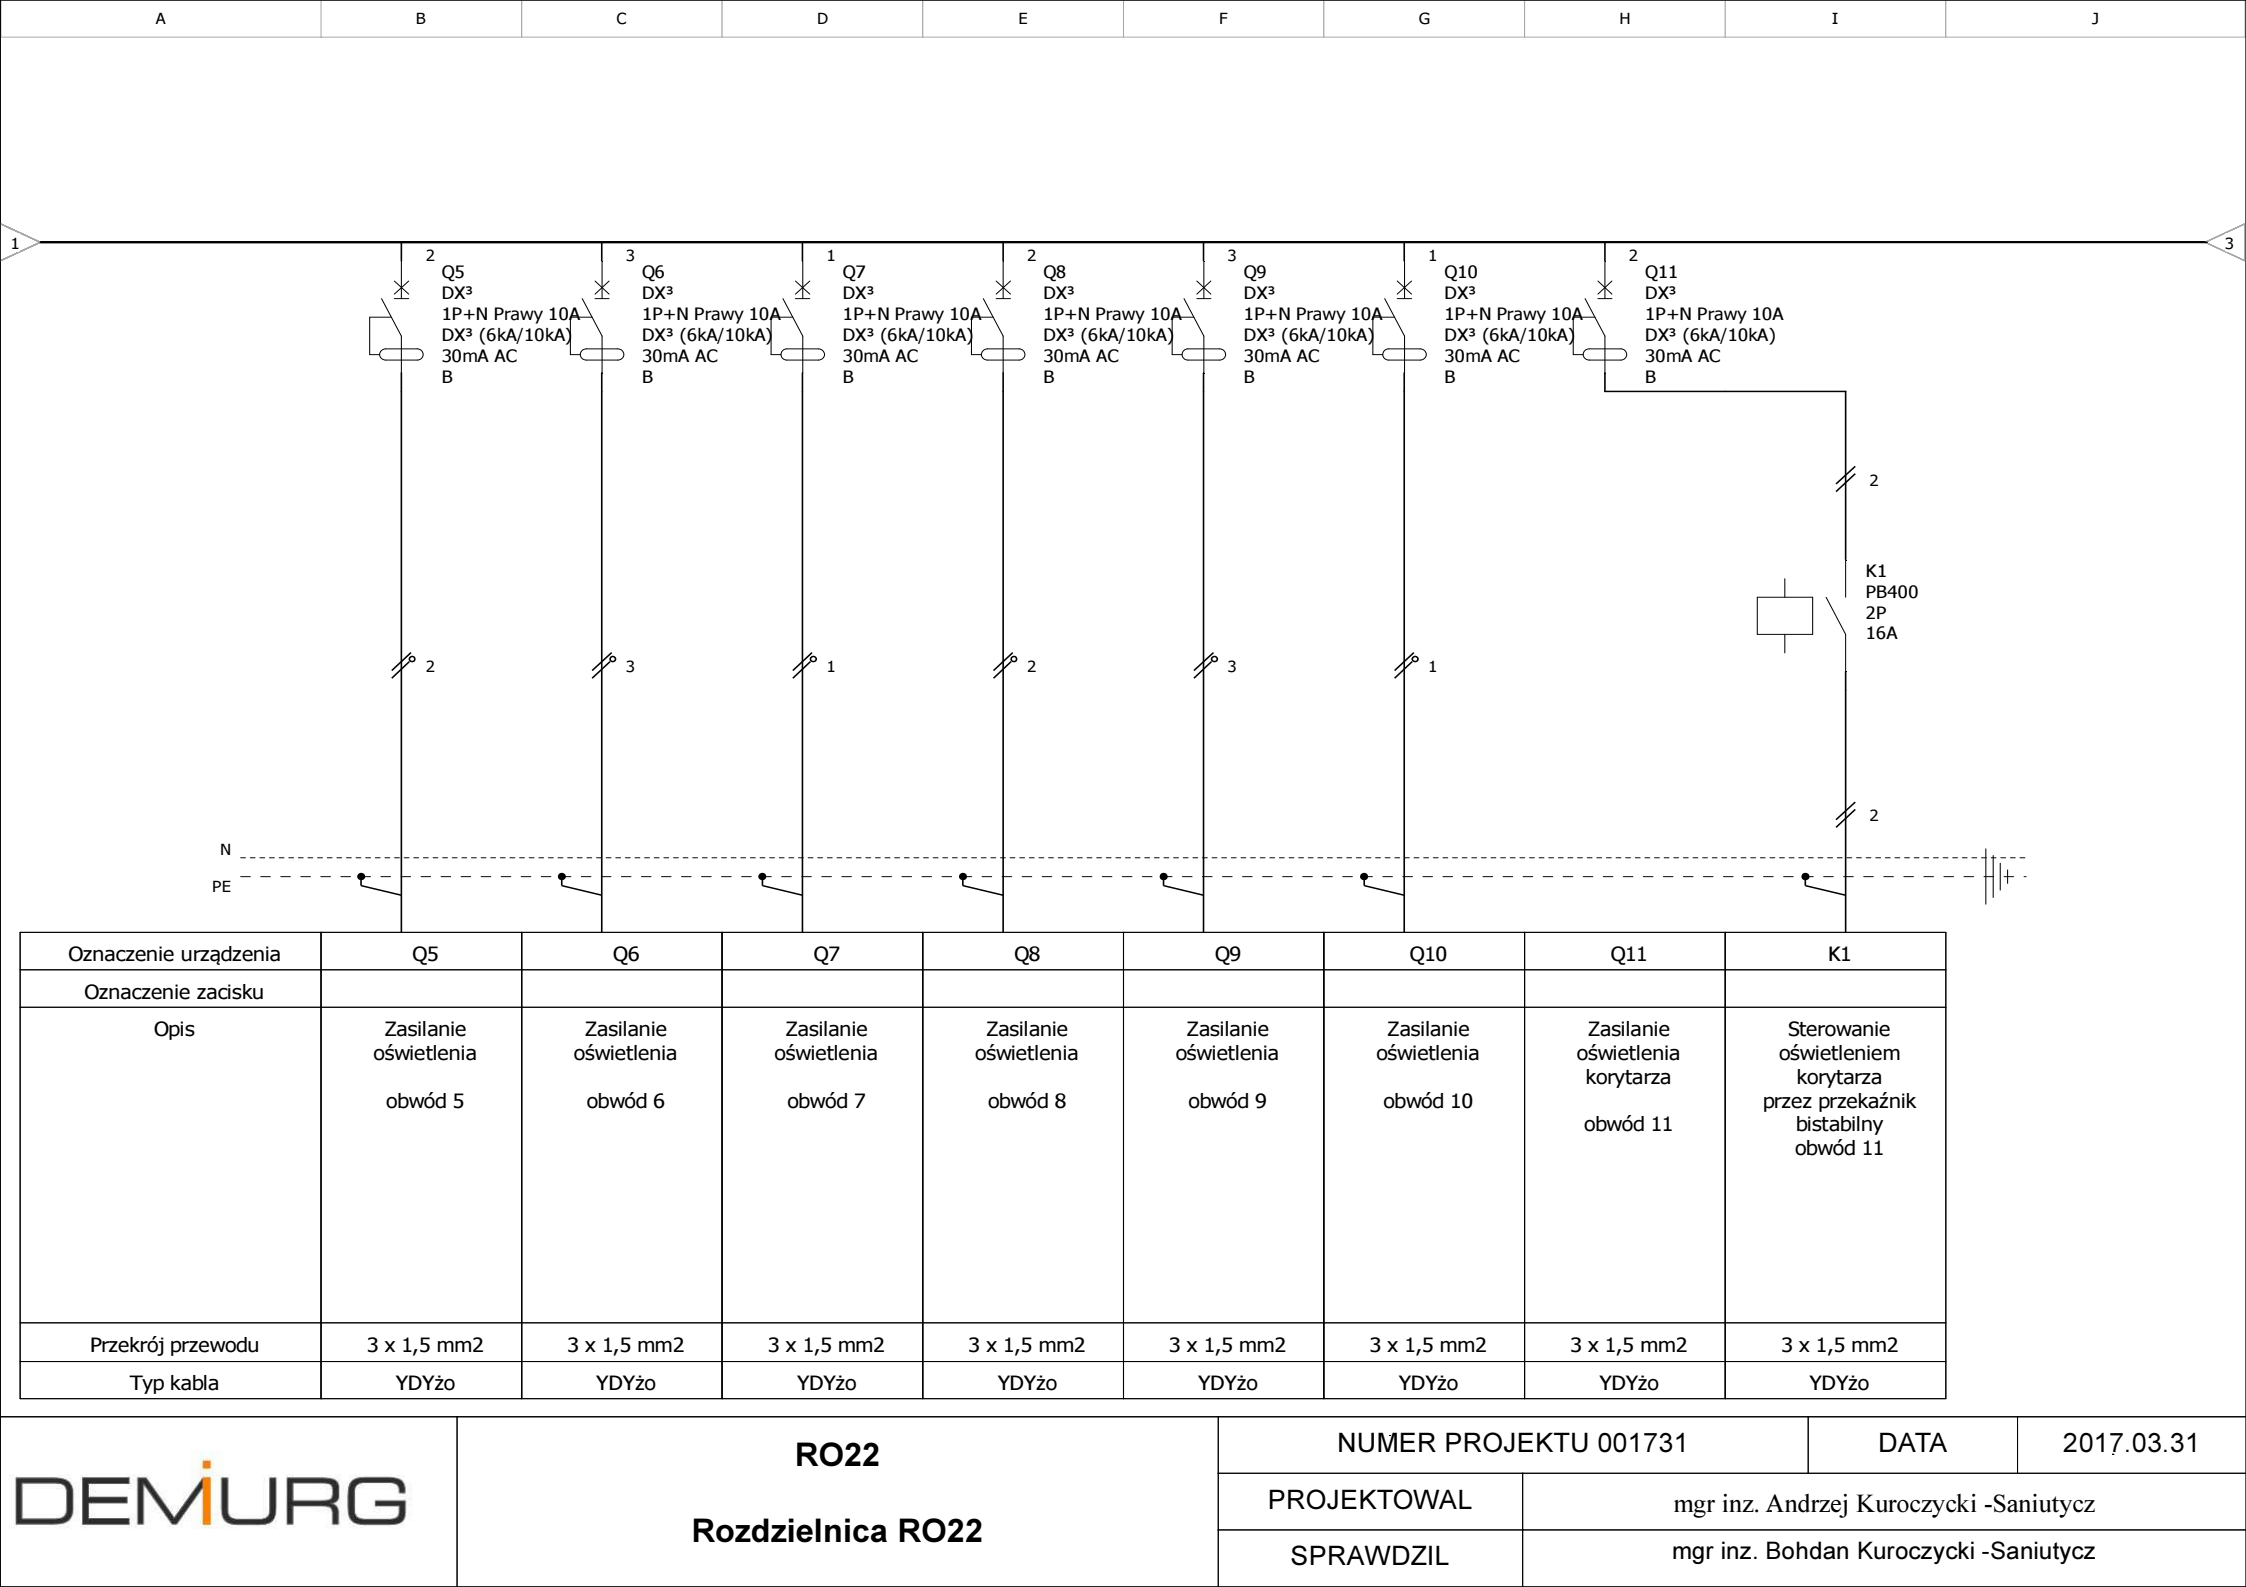 A B C D E F G H I J
1
3
2
Q5
DX³
1P+N Prawy 10A
DX³ (6kA/10kA)
30mA AC
B
3
Q6
DX³
1P+N Prawy 10A
DX³ (6kA/10kA)
30mA AC
B
1
Q7
DX³
1P+N Prawy 10A
DX³ (6kA/10kA)
30mA AC
B
2
Q8
DX³
1P+N Prawy 10A
DX³ (6kA/10kA)
30mA AC
B
3
Q9
DX³
1P+N Prawy 10A
DX³ (6kA/10kA)
30mA AC
B
1
Q10
DX³
1P+N Prawy 10A
DX³ (6kA/10kA)
30mA AC
B
2
Q11
DX³
1P+N Prawy 10A
DX³ (6kA/10kA)
30mA AC
B
2
K1
PB400
2P
16A
2 3 1 2 3 1
2
N
PE
Oznaczenie urządzenia Q5 Q6 Q7 Q8 Q9 Q10 Q11 K1
Oznaczenie zacisku
Opis
Zasilanie
oświetlenia
obwód 5
Zasilanie
oświetlenia
obwód 6
Zasilanie
oświetlenia
obwód 7
Zasilanie
oświetlenia
obwód 8
Zasilanie
oświetlenia
obwód 9
Zasilanie
oświetlenia
obwód 10
Zasilanie
oświetlenia
korytarza
obwód 11
Sterowanie
oświetleniem
korytarza
przez przekaźnik
bistabilny
obwód 11
Przekrój przewodu 3 x 1,5 mm2 3 x 1,5 mm2 3 x 1,5 mm2 3 x 1,5 mm2 3 x 1,5 mm2 3 x 1,5 mm2 3 x 1,5 mm2 3 x 1,5 mm2
Typ kabla YDYżo YDYżo YDYżo YDYżo YDYżo YDYżo YDYżo YDYżo
DEMiURG
RO22
Rozdzielnica RO22
NUMER PROJEKTU 001731 DATA 2017.03.31
PROJEKTOWAL mgr inz. Andrzej Kuroczycki -Saniutycz
SPRAWDZIL mgr inz. Bohdan Kuroczycki -Saniutycz